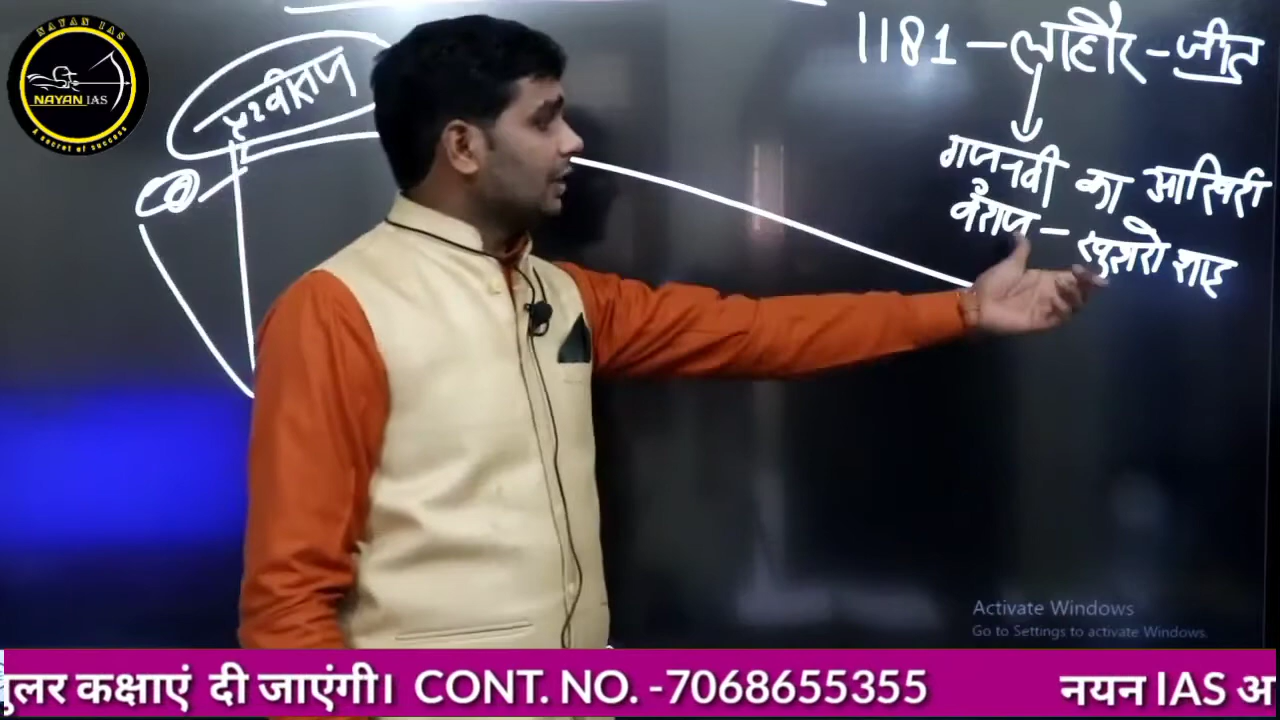 NAYAN IAS
NAYAN IAS
A secret of success
पृथ्वीराज
1181 - लाहौर - जीत
गजनवी का आखिरी
वंशज - खुशरो शाह
Activate Windows
Go to Settings to activate Windows.
ुलर कक्षाएं दी जाएंगी। CONT. NO. -7068655355 नयन IAS अ